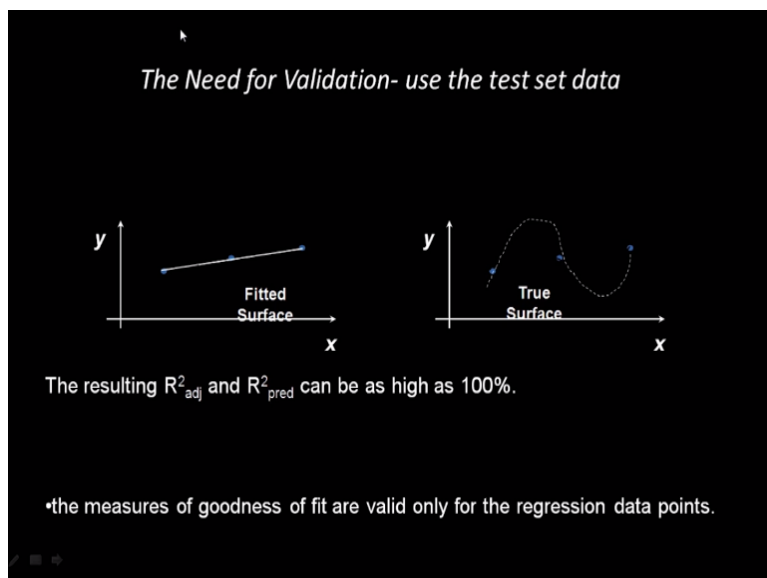 The Need for Validation- use the test set data
y
y
Fitted
Surface
True
Surface
x
x
The resulting R²adj and R²pred can be as high as 100%.
•the measures of goodness of fit are valid only for the regression data points.